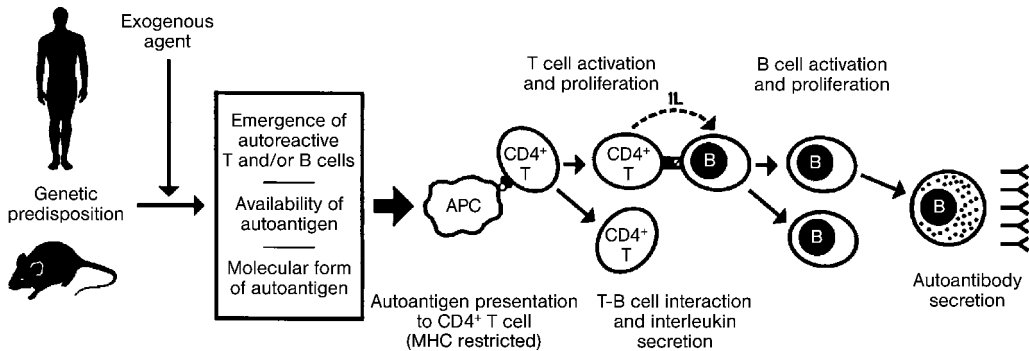 Exogenous
agent
Genetic
predisposition
Emergence of
autoreactive
T and/or B cells
Availability of
autoantigen
Molecular form
of autoantigen
APC
CD4⁺
T
Autoantigen presentation
to CD4⁺ T cell
(MHC restricted)
T cell activation
and proliferation
IL
CD4⁺
T
B
CD4⁺
T
T-B cell interaction
and interleukin
secretion
B cell activation
and proliferation
B
B
B
Autoantibody
secretion